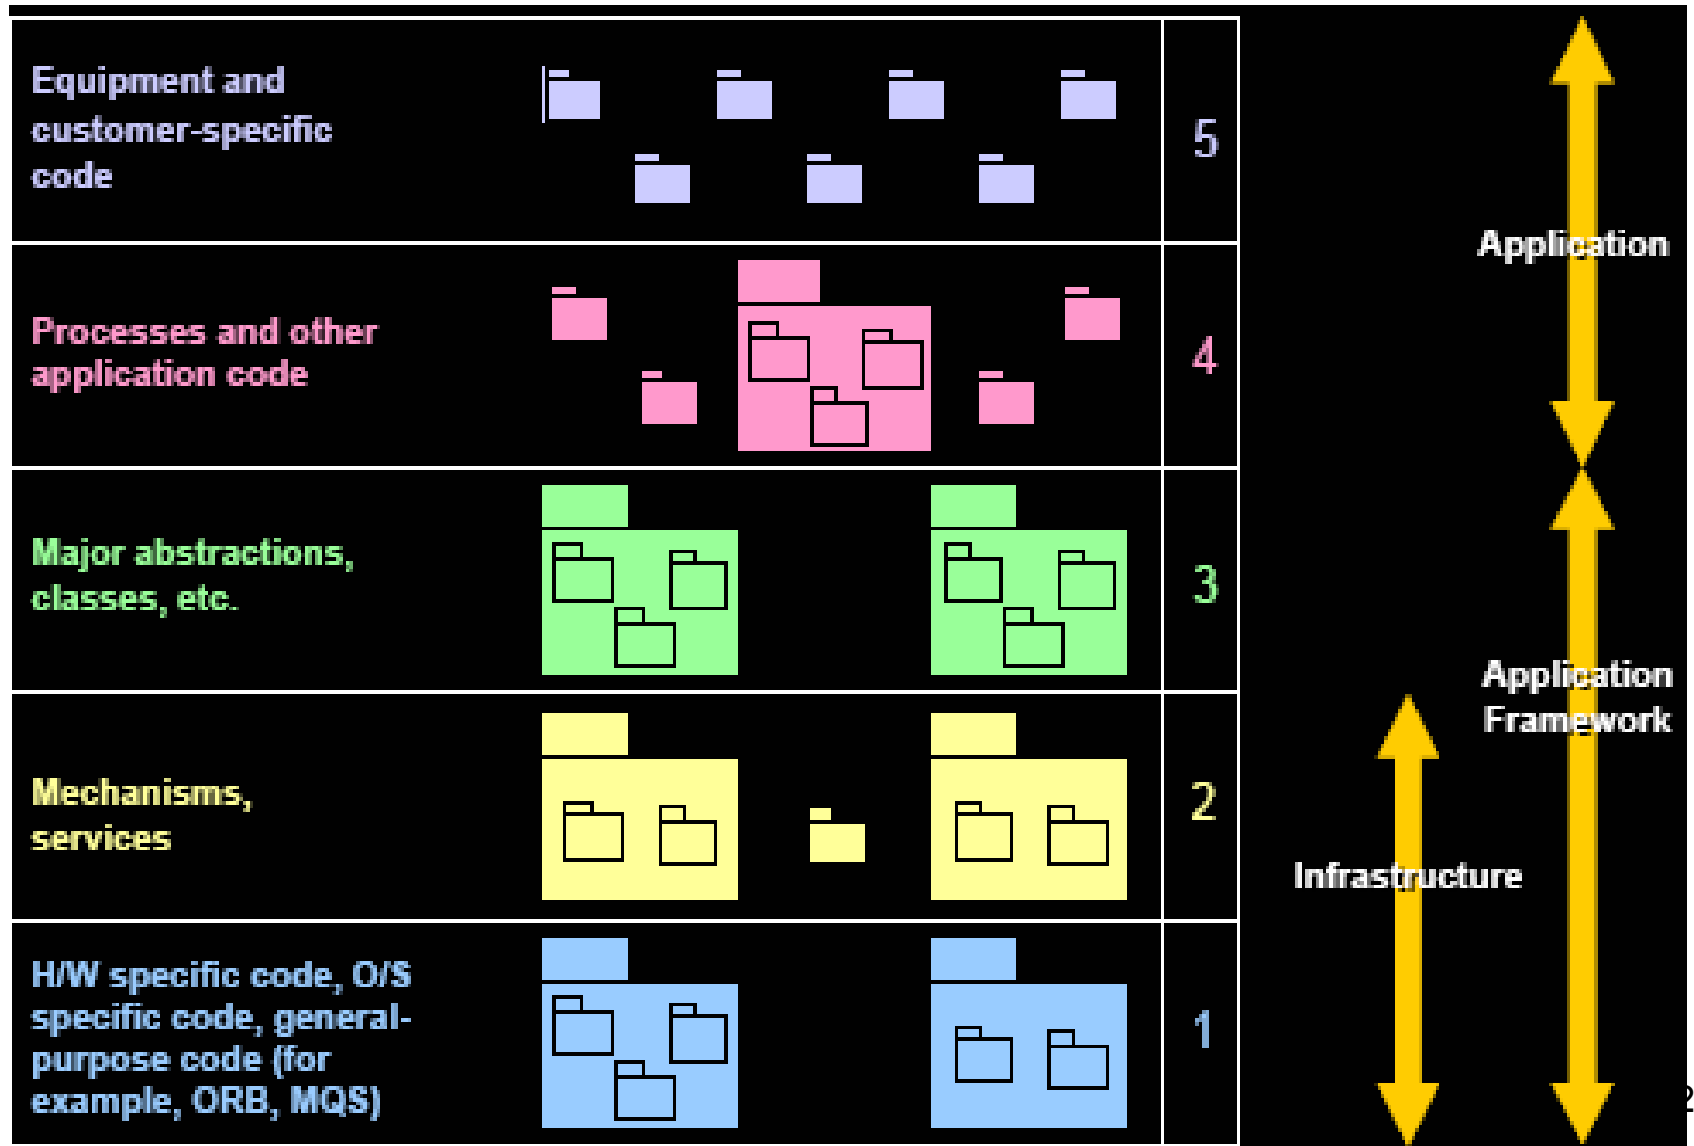 Equipment and
customer-specific
code
5
Application
Processes and other
application code
4
Major abstractions,
classes, etc.
3
Application
Framework
Mechanisms,
services
2
Infrastructure
H/W specific code, O/S
specific code, general-
purpose code (for
example, ORB, MQS)
1
2